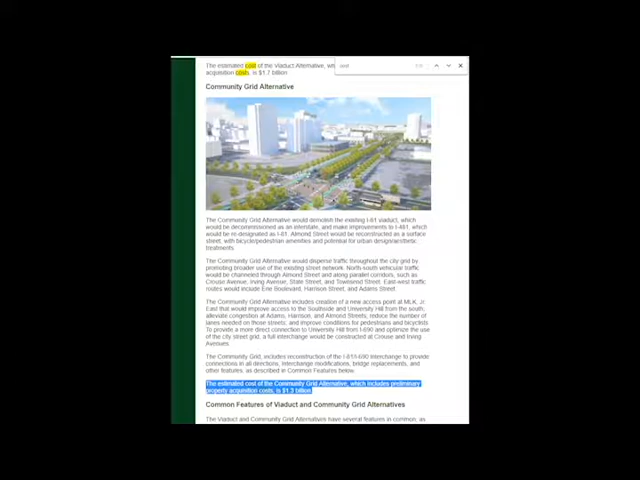 The estimated cost of the Viaduct Alternative, wh
acquisition costs, is $1.7 billion
cost
Community Grid Alternative
The Community Grid Alternative would demolish the existing I-81 viaduct, which
would be decommissioned as an interstate, and make improvements to I-481, which
would be re-designated as I-81. Almond Street would be reconstructed as a surface
street, with bicycle/pedestrian amenities and potential for urban design/aesthetic
treatments.
The Community Grid Alternative would disperse traffic throughout the city grid by
promoting broader use of the existing street network. North-south vehicular traffic
would be channeled through Almond Street and along parallel corridors, such as
Crouse Avenue, Irving Avenue, State Street, and Townsend Street. East-west traffic
routes would include Erie Boulevard, Harrison Street, and Adams Street.
The Community Grid Alternative includes creation of a new access point at MLK, Jr.
East that would improve access to the Southside and University Hill from the south;
alleviate congestion at Adams, Harrison, and Almond Streets; reduce the number of
lanes needed on those streets; and improve conditions for pedestrians and bicyclists.
To provide a more direct connection to University Hill from I-690 and optimize the use
of the city street grid, a full interchange would be constructed at Crouse and Irving
Avenues.
The Community Grid, includes reconstruction of the I-81/I-690 interchange to provide
connections in all directions, interchange modifications, bridge replacements, and
other features, as described in Common Features below.
The estimated cost of the Community Grid Alternative, which includes preliminary
property acquisition costs, is $1.3 billion.
Common Features of Viaduct and Community Grid Alternatives
The Viaduct and Community Grid Alternatives have several features in common, as